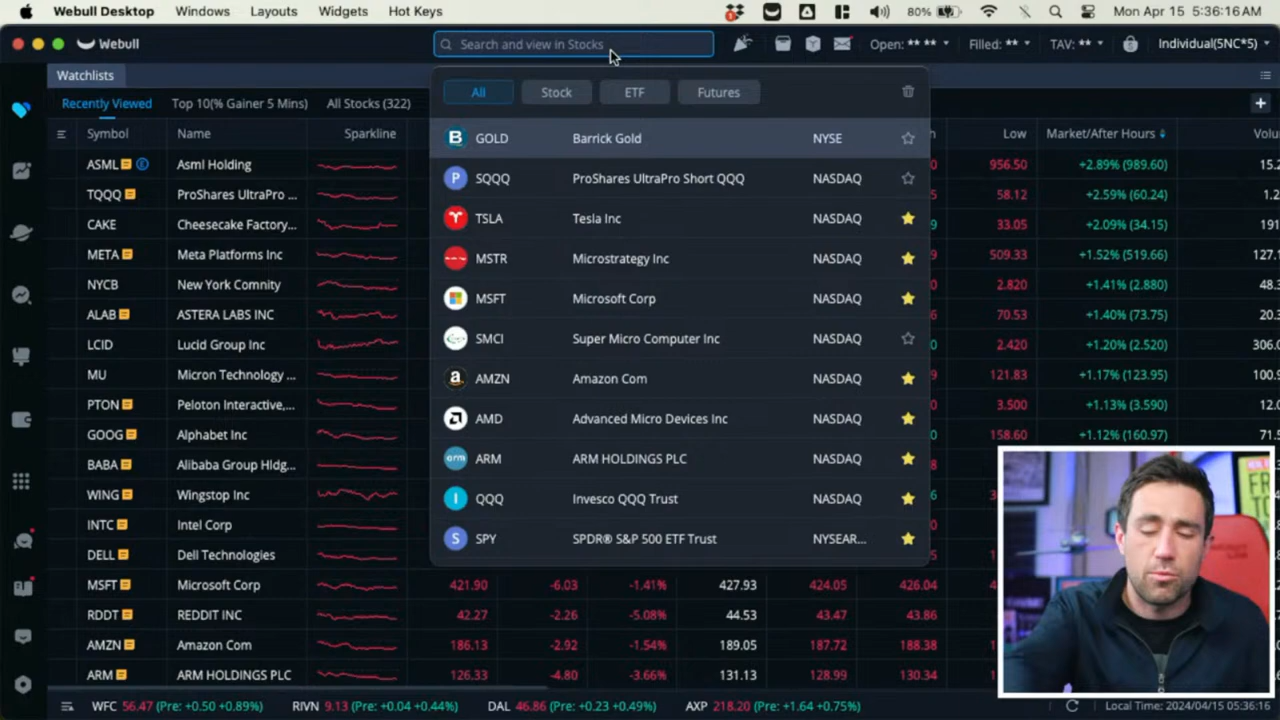 Webull Desktop Windows Layouts Widgets Hot Keys 80% Mon Apr 15 5:36:16 AM
Webull Search and view in Stocks Open: ** ** Filled: ** TAV: ** Individual(5NC*5)
Watchlists
Recently Viewed Top 10(% Gainer 5 Mins) All Stocks (322)
All Stock ETF Futures
Symbol Name Sparkline Low Market/After Hours Volu
GOLD Barrick Gold NYSE
SQQQ ProShares UltraPro Short QQQ NASDAQ
TSLA Tesla Inc NASDAQ
MSTR Microstrategy Inc NASDAQ
MSFT Microsoft Corp NASDAQ
SMCI Super Micro Computer Inc NASDAQ
AMZN Amazon Com NASDAQ
AMD Advanced Micro Devices Inc NASDAQ
ARM ARM HOLDINGS PLC NASDAQ
QQQ Invesco QQQ Trust NASDAQ
SPY SPDR® S&P 500 ETF Trust NYSEAR...
ASML Asml Holding 956.50 +2.89% (989.60) 15.
TQQQ ProShares UltraPro ... 58.12 +2.59% (60.24) 1.
CAKE Cheesecake Factory... 33.05 +2.09% (34.15) 191
META Meta Platforms Inc 509.33 +1.52% (519.66) 127.
NYCB New York Comnity 2.820 +1.41% (2.880) 48.
ALAB ASTERA LABS INC 70.53 +1.40% (73.75) 20.
LCID Lucid Group Inc 2.420 +1.20% (2.520) 306.
MU Micron Technology ... 121.83 +1.17% (123.95) 100.
PTON Peloton Interactive,... 3.500 +1.13% (3.590) 12.
GOOG Alphabet Inc 158.60 +1.12% (160.97) 71.
BABA Alibaba Group Hldg...
WING Wingstop Inc
INTC Intel Corp
DELL Dell Technologies
MSFT Microsoft Corp 421.90 -6.03 -1.41% 427.93 424.05 426.04
RDDT REDDIT INC 42.27 -2.26 -5.08% 44.53 43.47 43.86
AMZN Amazon Com 186.13 -2.92 -1.54% 189.05 187.72 188.38
ARM ARM HOLDINGS PLC 126.33 -4.80 -3.66% 131.13 128.99 130.34
WFC 56.47 (Pre: +0.50 +0.89%) RIVN 9.13 (Pre: +0.04 +0.44%) DAL 46.86 (Pre: +0.23 +0.49%) AXP 218.20 (Pre: +1.64 +0.75%) Local Time: 2024/04/15 05:36:16